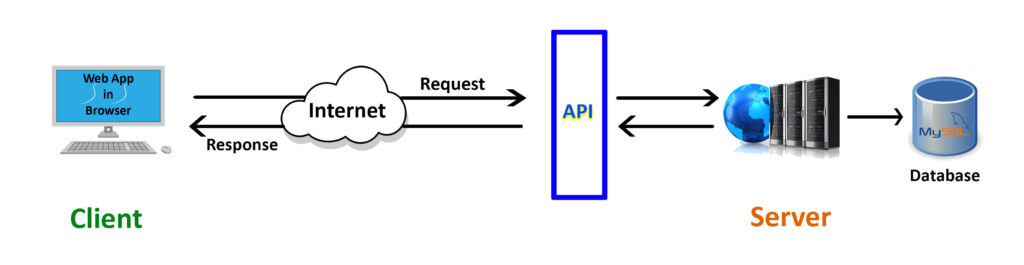 Web App
in
Browser
Internet
Request
Response
API
MySQL
Database
Client
Server